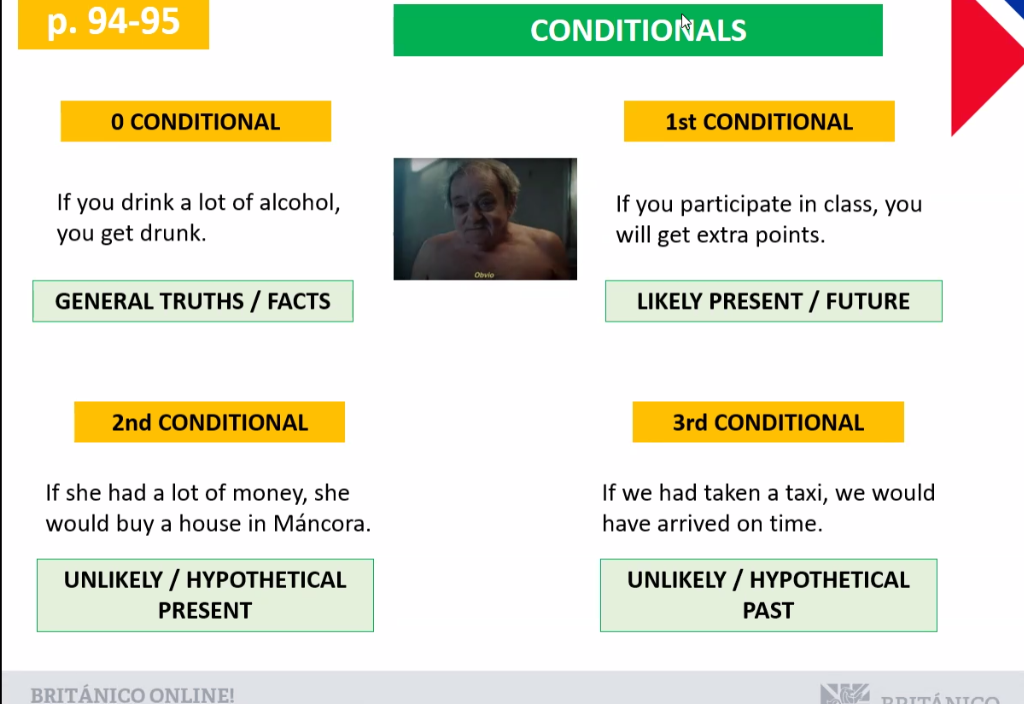 p. 94-95
CONDITIONALS
0 CONDITIONAL
If you drink a lot of alcohol,
you get drunk.
GENERAL TRUTHS / FACTS
Obvio
1st CONDITIONAL
If you participate in class, you
will get extra points.
LIKELY PRESENT / FUTURE
2nd CONDITIONAL
If she had a lot of money, she
would buy a house in Máncora.
UNLIKELY / HYPOTHETICAL
PRESENT
3rd CONDITIONAL
If we had taken a taxi, we would
have arrived on time.
UNLIKELY / HYPOTHETICAL
PAST
BRITÁNICO ONLINE!
BRITÁNICO